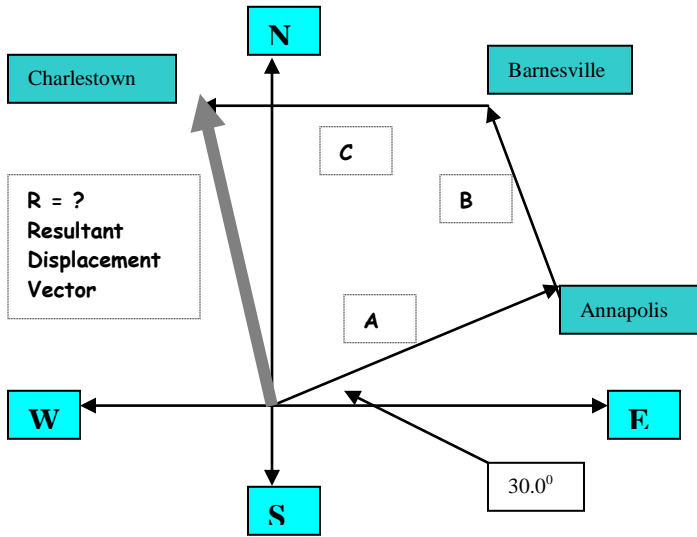 N
Charlestown
Barnesville
C
R = ?
Resultant
Displacement
Vector
B
A
Annapolis
W
E
30.0⁰
S